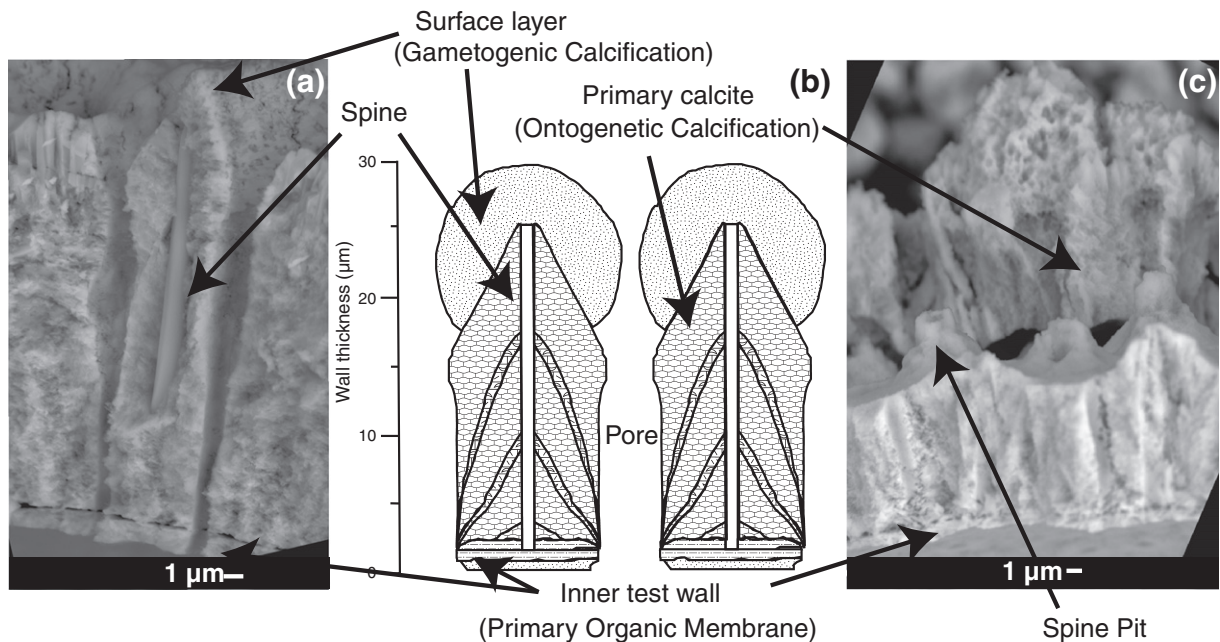 Surface layer
(Gametogenic Calcification)
(a)
(b)
(c)
Spine
Primary calcite
(Ontogenetic Calcification)
Wall thickness (µm)
30
20
10
0
Pore
1 µm
1 µm
Inner test wall
(Primary Organic Membrane)
Spine Pit